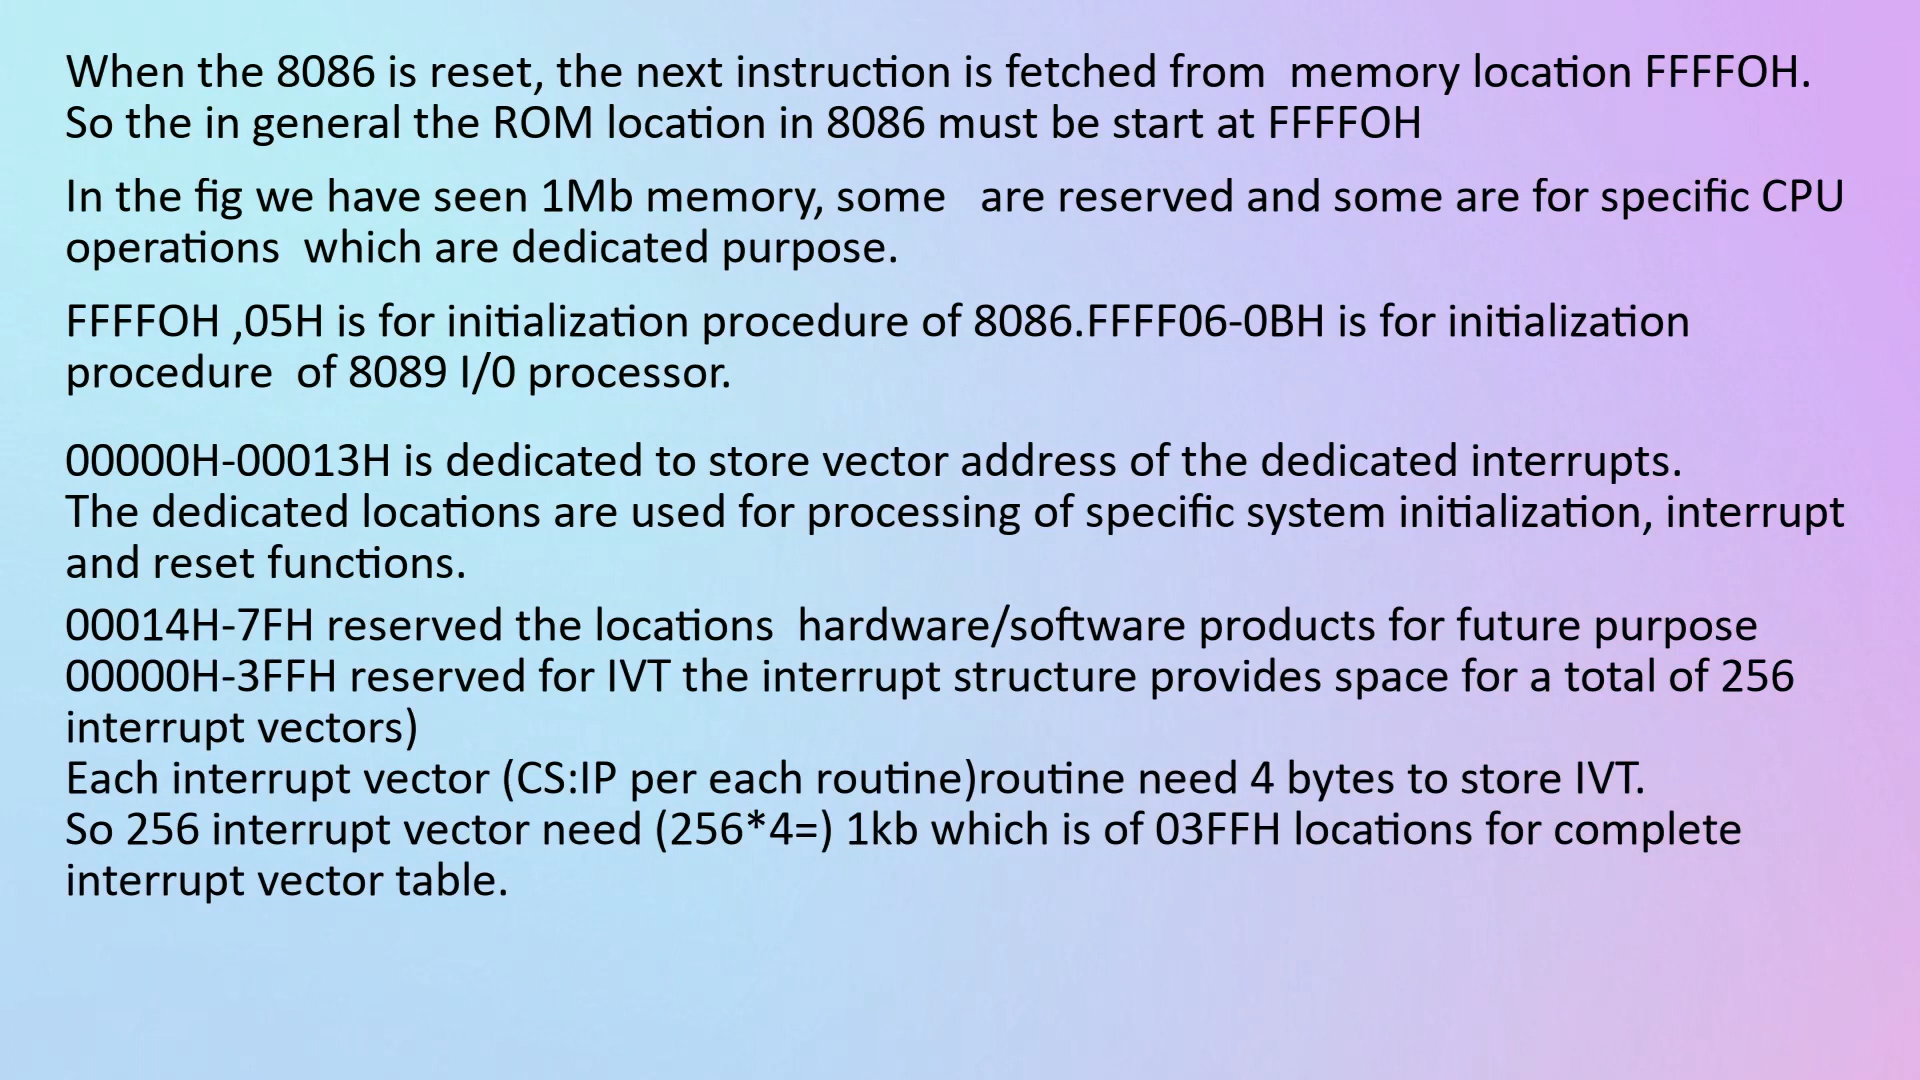 When the 8086 is reset, the next instruction is fetched from  memory location FFFFOH.
So the in general the ROM location in 8086 must be start at FFFFOH
In the fig we have seen 1Mb memory, some   are reserved and some are for specific CPU
operations  which are dedicated purpose.
FFFFOH ,05H is for initialization procedure of 8086.FFFF06-0BH is for initialization
procedure  of 8089 I/0 processor.
00000H-00013H is dedicated to store vector address of the dedicated interrupts.
The dedicated locations are used for processing of specific system initialization, interrupt
and reset functions.
00014H-7FH reserved the locations  hardware/software products for future purpose
00000H-3FFH reserved for IVT the interrupt structure provides space for a total of 256
interrupt vectors)
Each interrupt vector (CS:IP per each routine)routine need 4 bytes to store IVT.
So 256 interrupt vector need (256*4=) 1kb which is of 03FFH locations for complete
interrupt vector table.